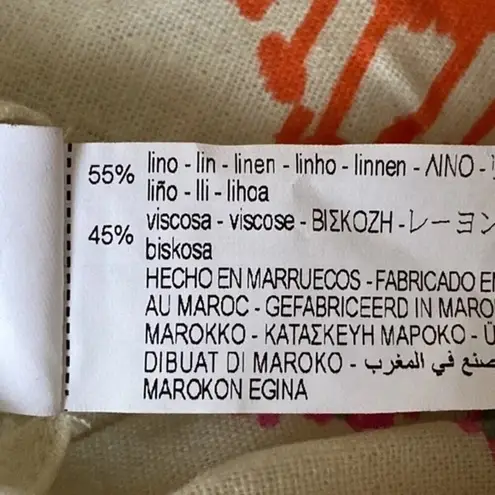 55% lino - lin - linen - linho - linnen - ΛΙΝΟ -
liño - lli - lihoa
45% viscosa - viscose - ΒΙΣΚΟΖΗ - レーヨン
biskosa
HECHO EN MARRUECOS - FABRICADO E
AU MAROC - GEFABRICEERD IN MARO
MAROKKO - ΚΑΤΑΣΚΕΥΗ ΜΑΡΟΚΟ - Ü
DIBUAT DI MAROKO - صنع في المغرب
MAROKON EGINA